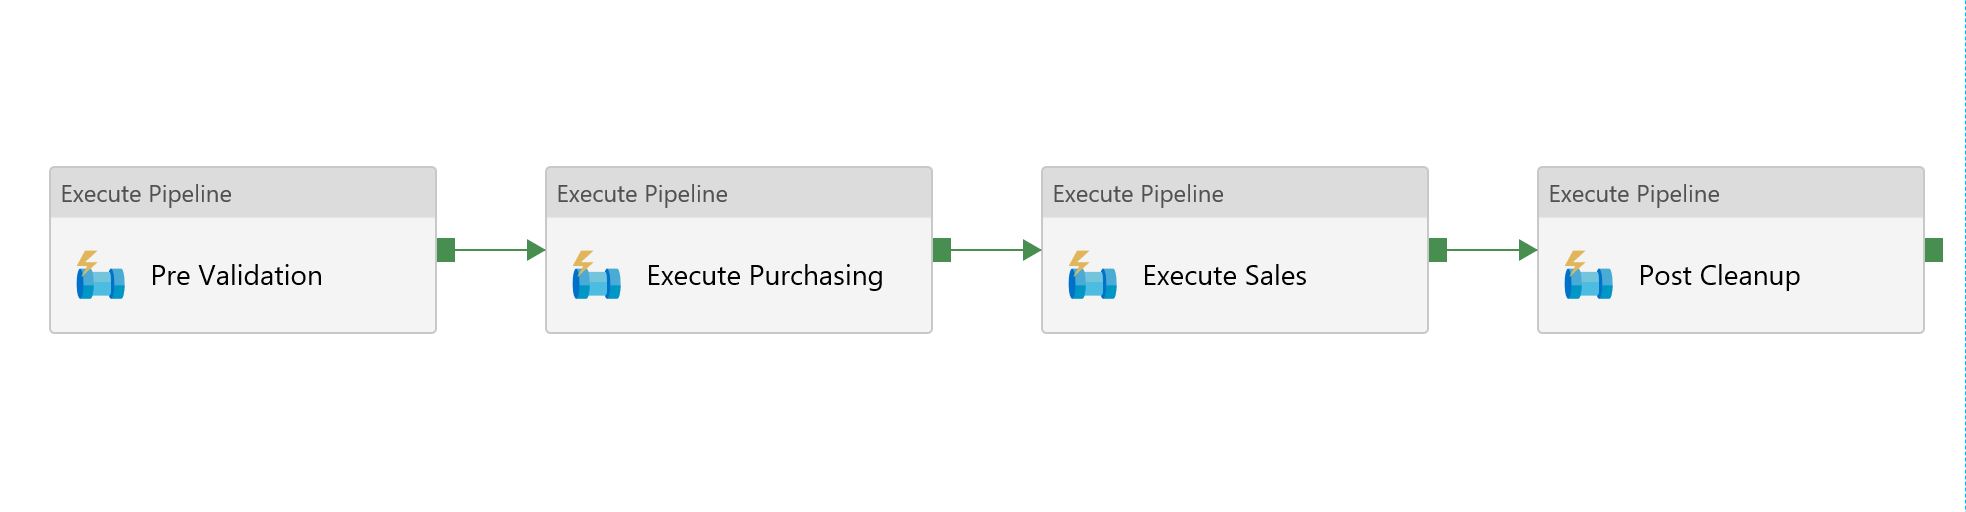 Execute Pipeline
Pre Validation
Execute Pipeline
Execute Purchasing
Execute Pipeline
Execute Sales
Execute Pipeline
Post Cleanup